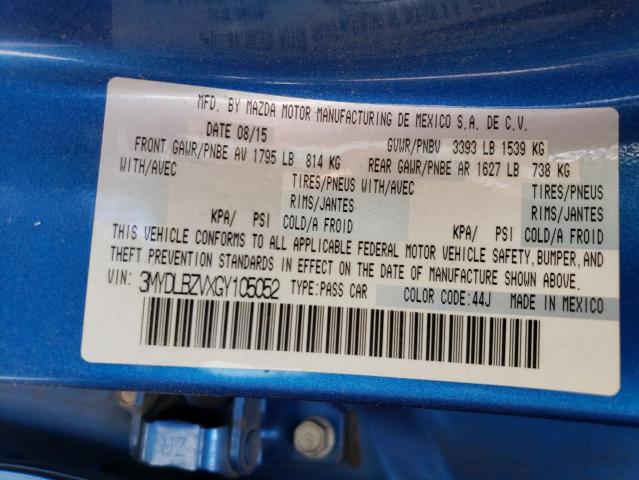 MFD. BY MAZDA MOTOR MANUFACTURING DE MEXICO S.A. DE C.V.
DATE 08/15 GVWR/PNBV 3393 LB 1539 KG
FRONT GAWR/PNBE AV 1795 LB 814 KG REAR GAWR/PNBE AR 1627 LB 738 KG
WITH/AVEC TIRES/PNEUS WITH/AVEC TIRES/PNEUS
RIMS/JANTES RIMS/JANTES
KPA/ PSI COLD/A FROID KPA/ PSI COLD/A FROID
THIS VEHICLE CONFORMS TO ALL APPLICABLE FEDERAL MOTOR VEHICLE SAFETY, BUMPER, AND
THEFT PREVENTION STANDARDS IN EFFECT ON THE DATE OF MANUFACTURE SHOWN ABOVE.
VIN: 3MYDLBZVXGY105052 TYPE:PASS CAR COLOR CODE:44J MADE IN MEXICO